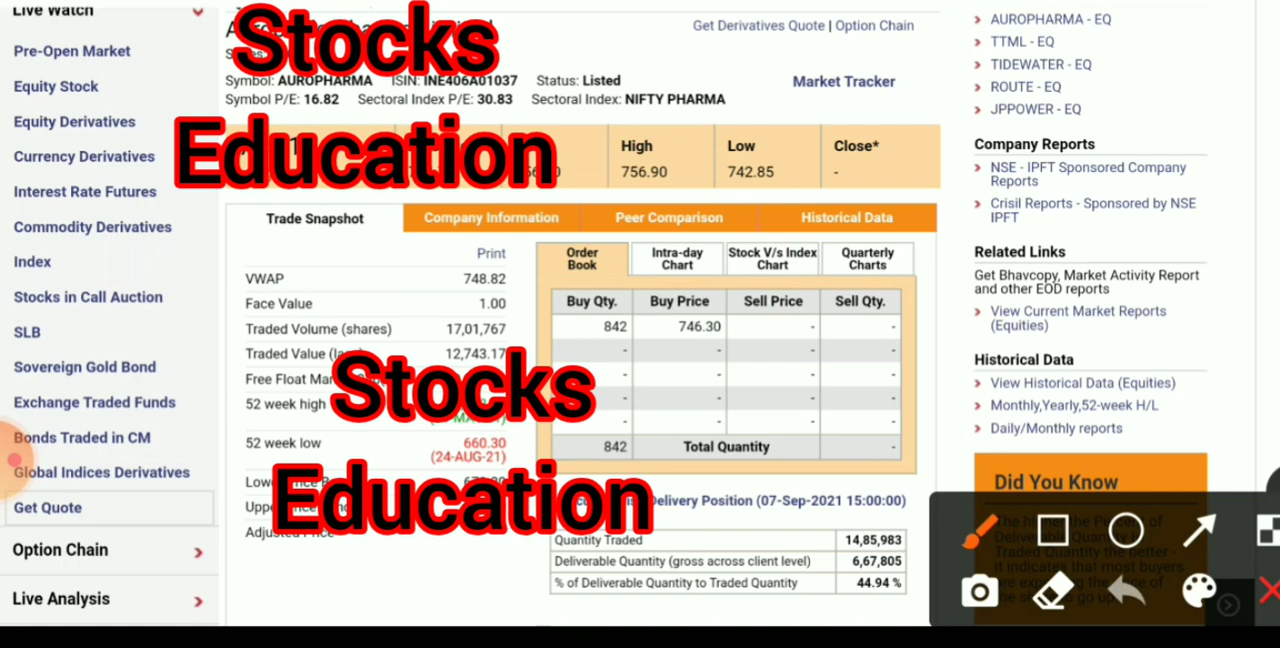 Live Watch
Pre-Open Market
Equity Stock
Equity Derivatives
Currency Derivatives
Interest Rate Futures
Commodity Derivatives
Index
Stocks in Call Auction
SLB
Sovereign Gold Bond
Exchange Traded Funds
Bonds Traded in CM
Global Indices Derivatives
Get Quote
Option Chain
Live Analysis
Stocks
Education
Get Derivatives Quote | Option Chain
Symbol: AUROPHARMA ISIN: INE406A01037 Status: Listed
Market Tracker
Symbol P/E: 16.82 Sectoral Index P/E: 30.83 Sectoral Index: NIFTY PHARMA
High Low Close*
756.90 742.85 -
Trade Snapshot Company Information Peer Comparison Historical Data
Print
VWAP 748.82
Face Value 1.00
Traded Volume (shares) 17,01,767
Traded Value 12,743.17
Free Float
52 week high
52 week low 660.30
(24-AUG-21)
Stocks
Education
Order Book Intra-day Chart Stock V/s Index Chart Quarterly Charts
Buy Qty. Buy Price Sell Price Sell Qty.
842 746.30 - -
- - - -
- - -
- - -
- - -
842 Total Quantity -
Delivery Position (07-Sep-2021 15:00:00)
Quantity Traded 14,85,983
Deliverable Quantity (gross across client level) 6,67,805
% of Deliverable Quantity to Traded Quantity 44.94 %
AUROPHARMA - EQ
TTML - EQ
TIDEWATER - EQ
ROUTE - EQ
JPPOWER - EQ
Company Reports
NSE - IPFT Sponsored Company
Reports
Crisil Reports - Sponsored by NSE
IPFT
Related Links
Get Bhavcopy, Market Activity Report
and other EOD reports
View Current Market Reports
(Equities)
Historical Data
View Historical Data (Equities)
Monthly,Yearly,52-week H/L
Daily/Monthly reports
Did You Know